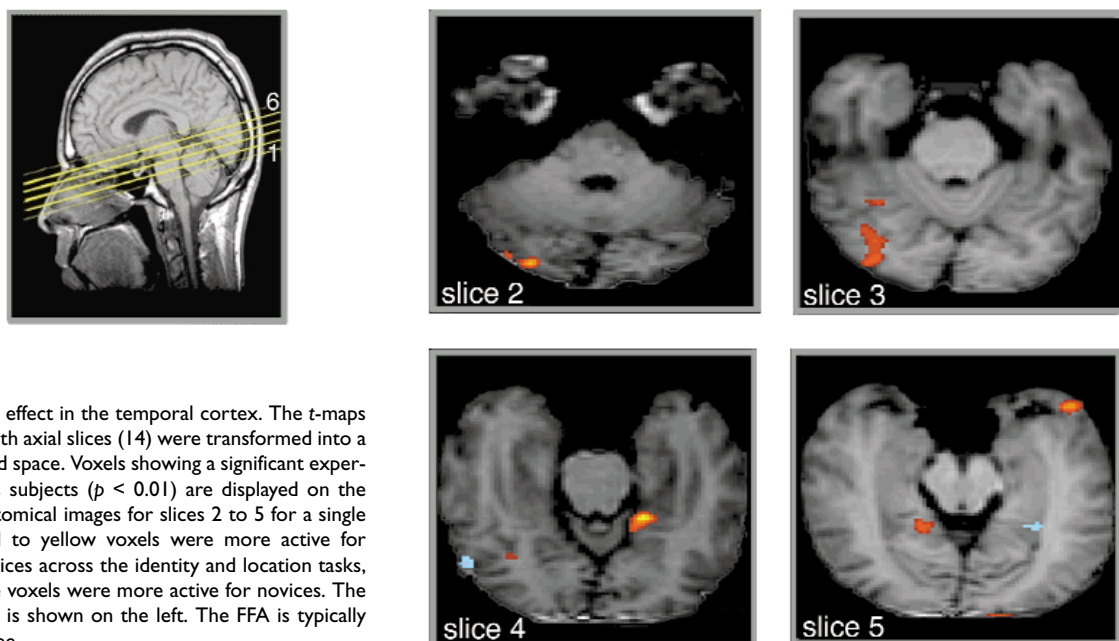 6
1
slice 2
slice 3
effect in the temporal cortex. The t-maps
axial slices (14) were transformed into a
space. Voxels showing a significant exper-
subjects (p < 0.01) are displayed on the
images for slices 2 to 5 for a single
to yellow voxels were more active for
across the identity and location tasks,
voxels were more active for novices. The
is shown on the left. The FFA is typically
slice 4
slice 5